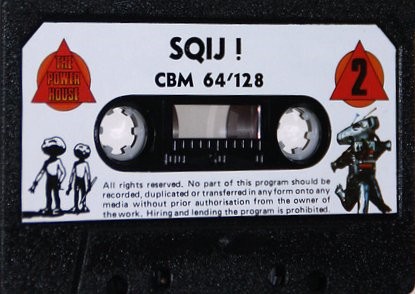 SQIJ !
CBM 64/128
THE
POWER
HOUSE
2
All rights reserved. No part of this program should be
recorded, duplicated or transferred in any form onto any
media without prior authorisation from the owner of
the work. Hiring and lending the program is prohibited.